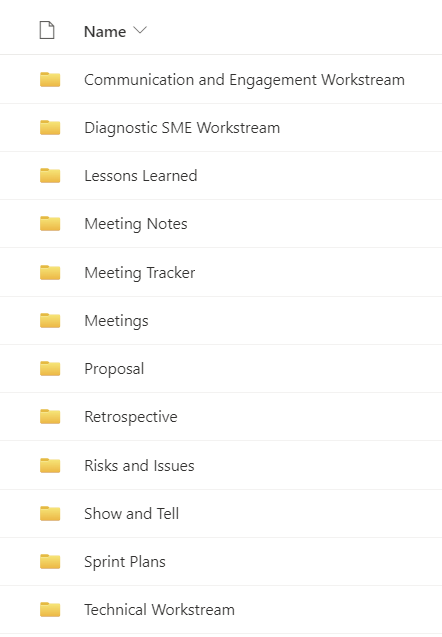 Name
Communication and Engagement Workstream
Diagnostic SME Workstream
Lessons Learned
Meeting Notes
Meeting Tracker
Meetings
Proposal
Retrospective
Risks and Issues
Show and Tell
Sprint Plans
Technical Workstream